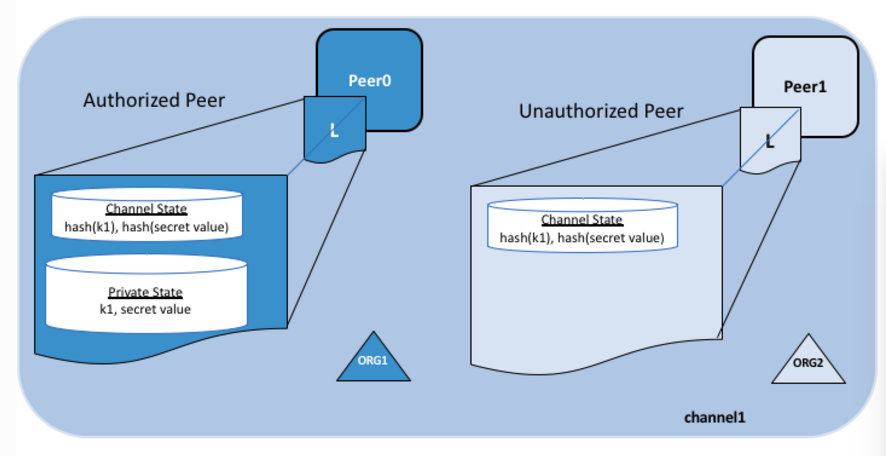 Peer0
Authorized Peer
L
Channel State
hash(k1), hash(secret value)
Private State
k1, secret value
ORG1
Peer1
Unauthorized Peer
L
Channel State
hash(k1), hash(secret value)
ORG2
channel1